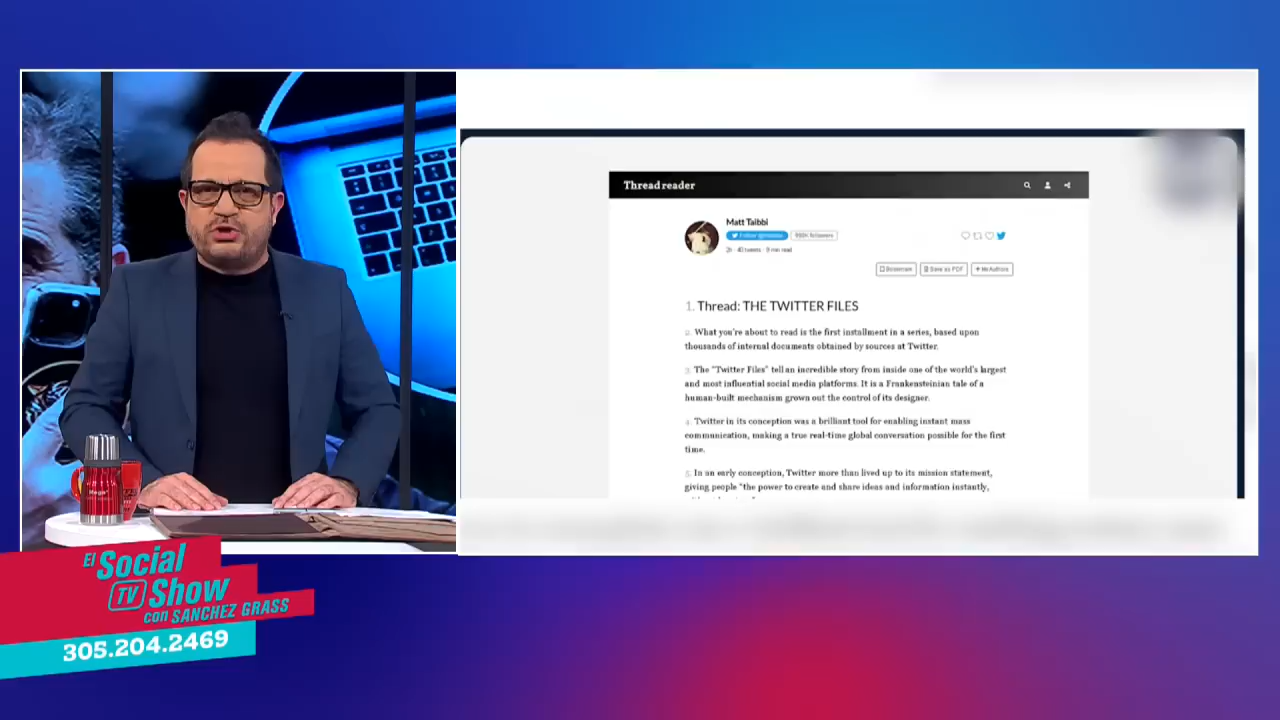 Thread reader
Matt Taibbi
1. Thread: THE TWITTER FILES
2. What you're about to read is the first installment in a series, based upon
thousands of internal documents obtained by sources at Twitter.
3. The "Twitter Files" tell an incredible story from inside one of the world's largest
and most influential social media platforms. It is a Frankensteinian tale of a
human-built mechanism grown out the control of its designer.
4. Twitter in its conception was a brilliant tool for enabling instant mass
communication, making a true real-time global conversation possible for the first
time.
5. In an early conception, Twitter more than lived up to its mission statement,
giving people "the power to create and share ideas and information instantly,
Mega
El
Social
TV Show
con SANCHEZ GRASS
305.204.2469